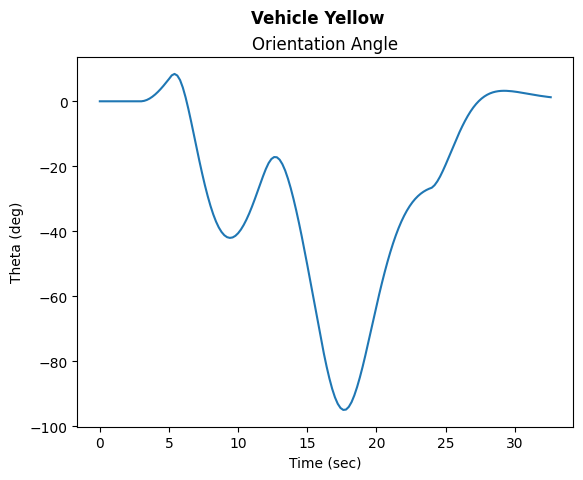 Vehicle Yellow
Orientation Angle
Theta (deg)
0
−20
−40
−60
−80
−100
0 5 10 15 20 25 30
Time (sec)